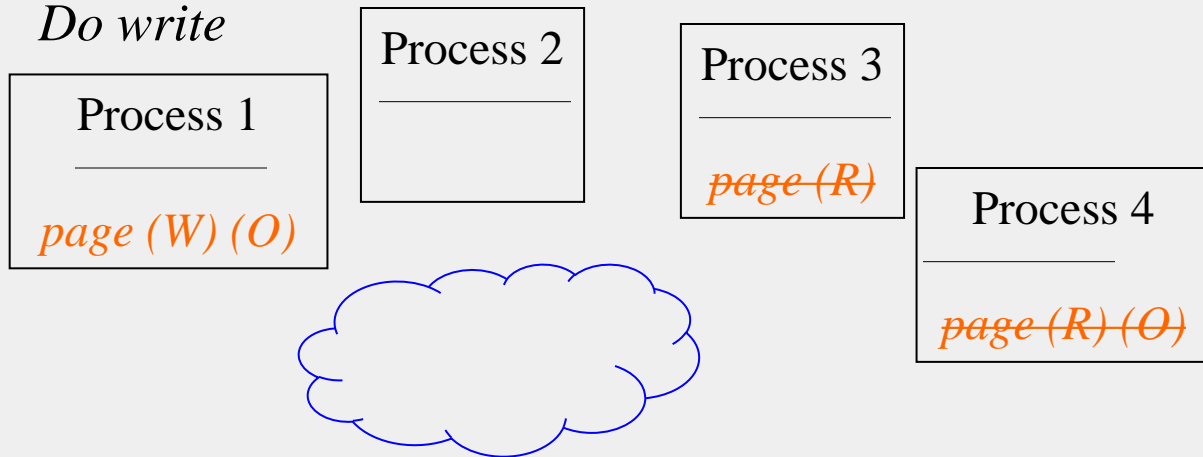 Do write
Process 1
page (W) (O)
Process 2
Process 3
page (R)
Process 4
page (R) (O)